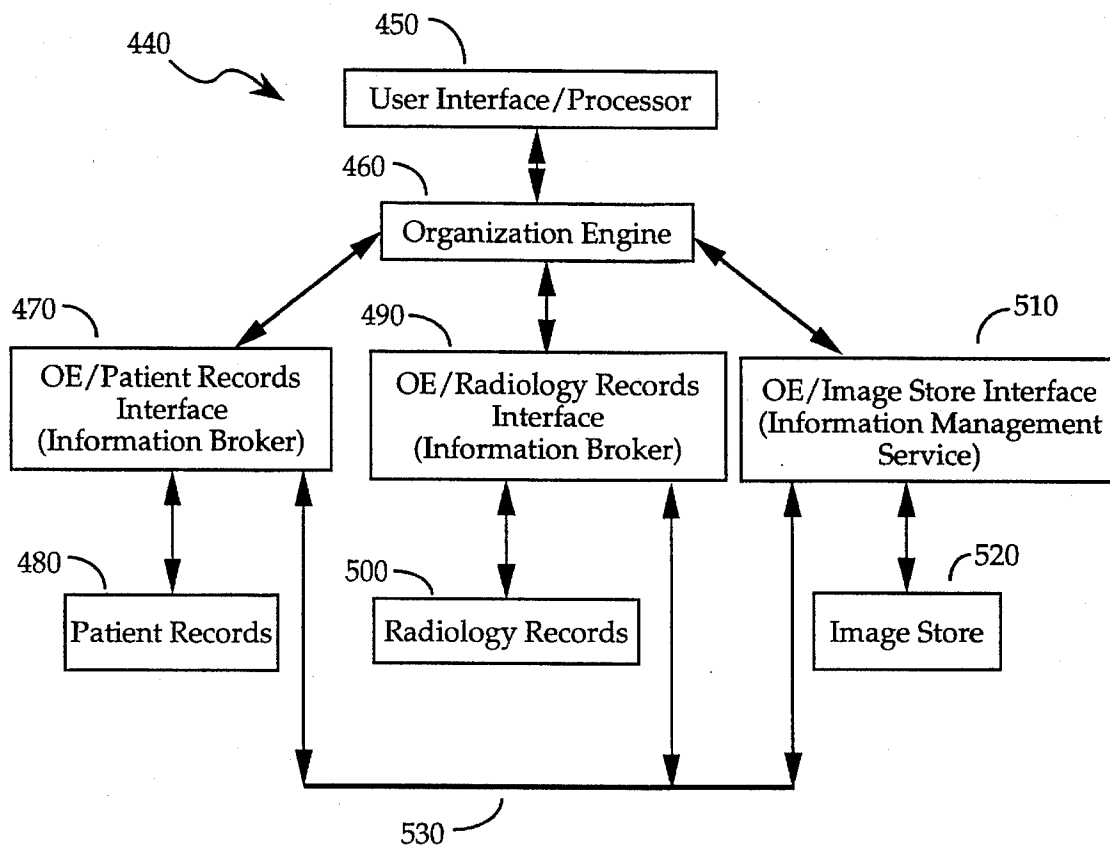 440
450
User Interface/Processor
460
Organization Engine
470
OE/Patient Records
Interface
(Information Broker)
490
OE/Radiology Records
Interface
(Information Broker)
510
OE/Image Store Interface
(Information Management
Service)
480
Patient Records
500
Radiology Records
520
Image Store
530